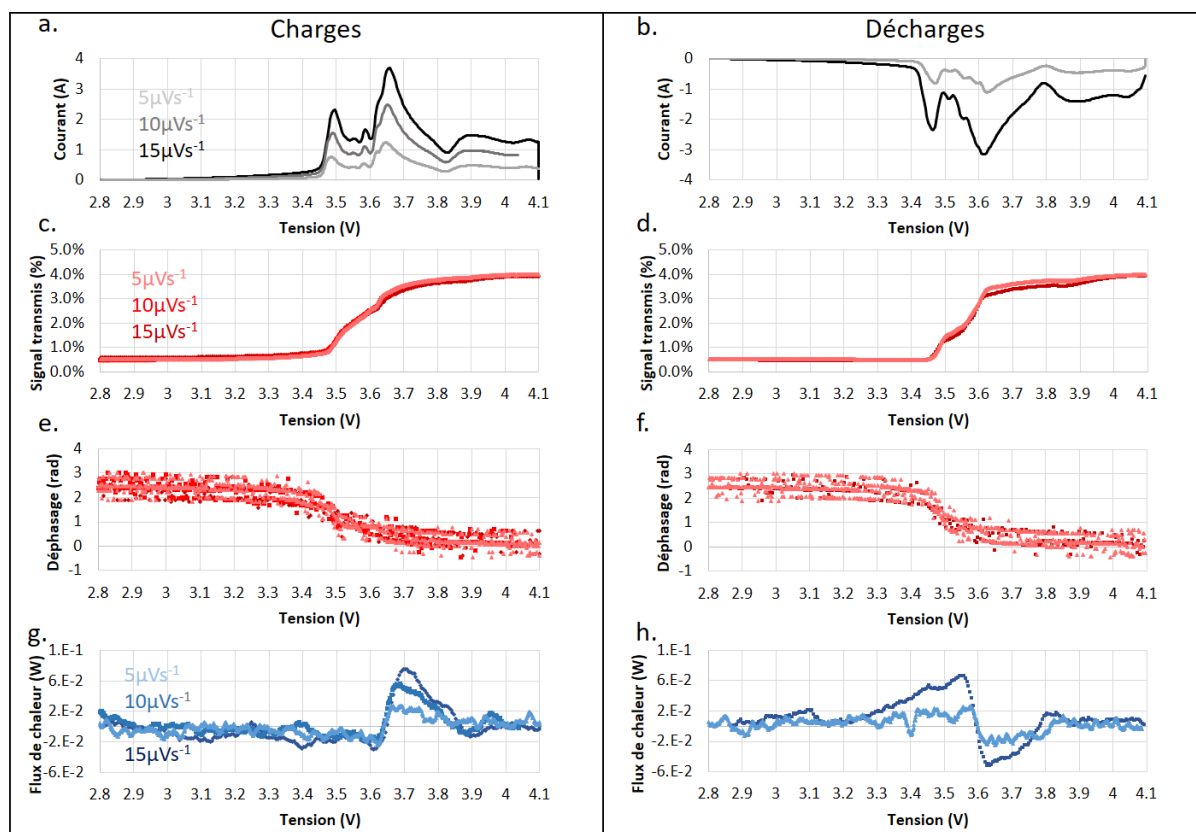 Charges
a.
Courant (A)
4
3
2
1
0
5µVs⁻¹
10µVs⁻¹
15µVs⁻¹
2.8 2.9 3 3.1 3.2 3.3 3.4 3.5 3.6 3.7 3.8 3.9 4 4.1
Tension (V)
c.
Signal transmis (%)
5.0%
4.0%
3.0%
2.0%
1.0%
0.0%
5µVs⁻¹
10µVs⁻¹
15µVs⁻¹
2.8 2.9 3 3.1 3.2 3.3 3.4 3.5 3.6 3.7 3.8 3.9 4 4.1
Tension (V)
e.
Déphasage (rad)
4
3
2
1
0
-1
2.8 2.9 3 3.1 3.2 3.3 3.4 3.5 3.6 3.7 3.8 3.9 4 4.1
Tension (V)
g.
Flux de chaleur (W)
1.E-1
6.E-2
2.E-2
-2.E-2
-6.E-2
5µVs⁻¹
10µVs⁻¹
15µVs⁻¹
2.8 2.9 3 3.1 3.2 3.3 3.4 3.5 3.6 3.7 3.8 3.9 4 4.1
Tension (V)
Décharges
b.
Courant (A)
0
-1
-2
-3
-4
2.8 2.9 3 3.1 3.2 3.3 3.4 3.5 3.6 3.7 3.8 3.9 4 4.1
Tension (V)
d.
Signal transmis (%)
5.0%
4.0%
3.0%
2.0%
1.0%
0.0%
2.8 2.9 3 3.1 3.2 3.3 3.4 3.5 3.6 3.7 3.8 3.9 4 4.1
Tension (V)
f.
Déphasage (rad)
4
3
2
1
0
-1
2.8 2.9 3 3.1 3.2 3.3 3.4 3.5 3.6 3.7 3.8 3.9 4 4.1
Tension (V)
h.
Flux de chaleur (W)
1.E-1
6.E-2
2.E-2
-2.E-2
-6.E-2
2.8 2.9 3 3.1 3.2 3.3 3.4 3.5 3.6 3.7 3.8 3.9 4 4.1
Tension (V)